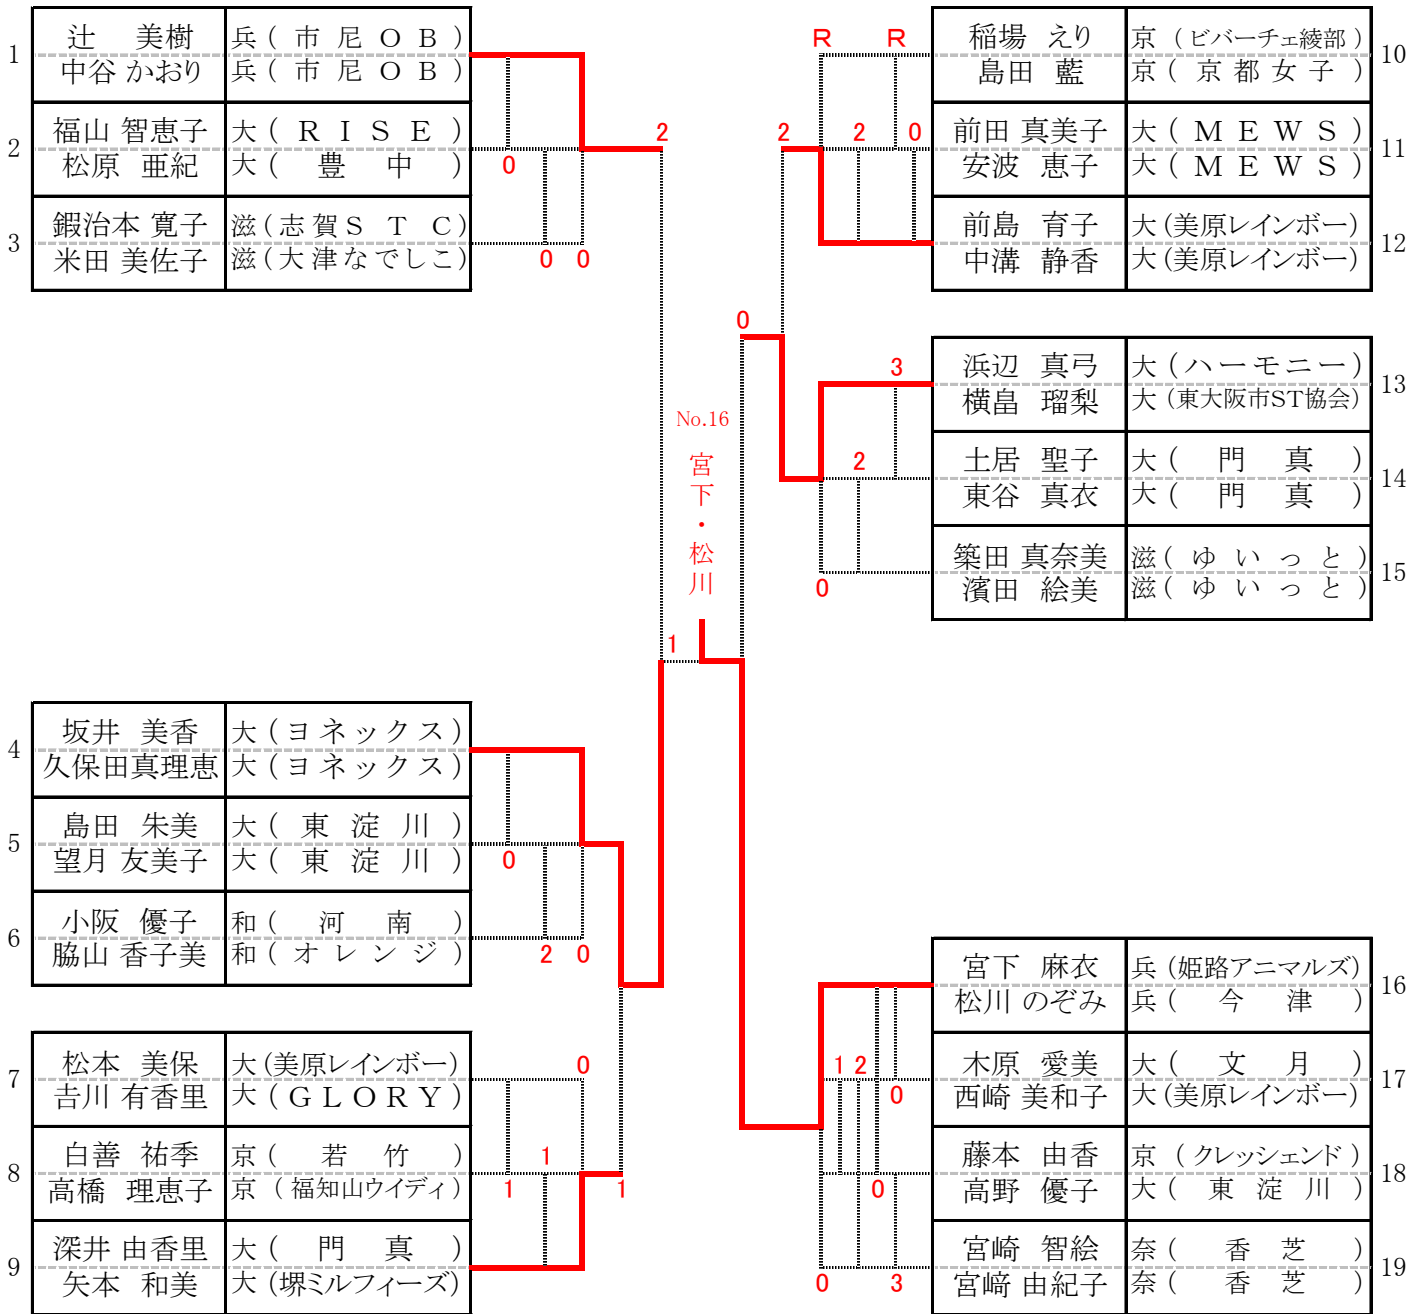 1
辻 美樹 兵(市尼OB)
中谷 かおり 兵(市尼OB)
2
福山 智恵子 大(RISE)
松原 亜紀 大(豊中)
3
鍜治本 寛子 滋(志賀STC)
米田 美佐子 滋(大津なでしこ)
0
0 0
2
4
坂井 美香 大(ヨネックス)
久保田真理恵 大(ヨネックス)
5
島田 朱美 大(東淀川)
望月 友美子 大(東淀川)
6
小阪 優子 和(河南)
脇山 香子美 和(オレンジ)
0
2 0
7
松本 美保 大(美原レインボー)
𠮷川 有香里 大(GLORY)
8
白善 祐季 京(若竹)
高橋 理恵子 京(福知山ウイディ)
9
深井 由香里 大(門真)
矢本 和美 大(堺ミルフィーズ)
0
1
1
1
No.16
宮下・松川
1
0
R R
2 2 0
稲場 えり 京(ビバーチェ綾部)
島田 藍 京(京都女子)
10
前田 真美子 大(MEWS)
安波 恵子 大(MEWS)
11
前島 育子 大(美原レインボー)
中溝 静香 大(美原レインボー)
12
3
2
0
浜辺 真弓 大(ハーモニー)
横畠 瑠梨 大(東大阪市ST協会)
13
土居 聖子 大(門真)
東谷 真衣 大(門真)
14
築田 真奈美 滋(ゆいっと)
濱田 絵美 滋(ゆいっと)
15
宮下 麻衣 兵(姫路アニマルズ)
松川 のぞみ 兵(今津)
16
木原 愛美 大(文月)
西崎 美和子 大(美原レインボー)
17
藤本 由香 京(クレッシェンド)
高野 優子 大(東淀川)
18
宮崎 智絵 奈(香芝)
宮﨑 由紀子 奈(香芝)
19
1 2
0
0
0 3